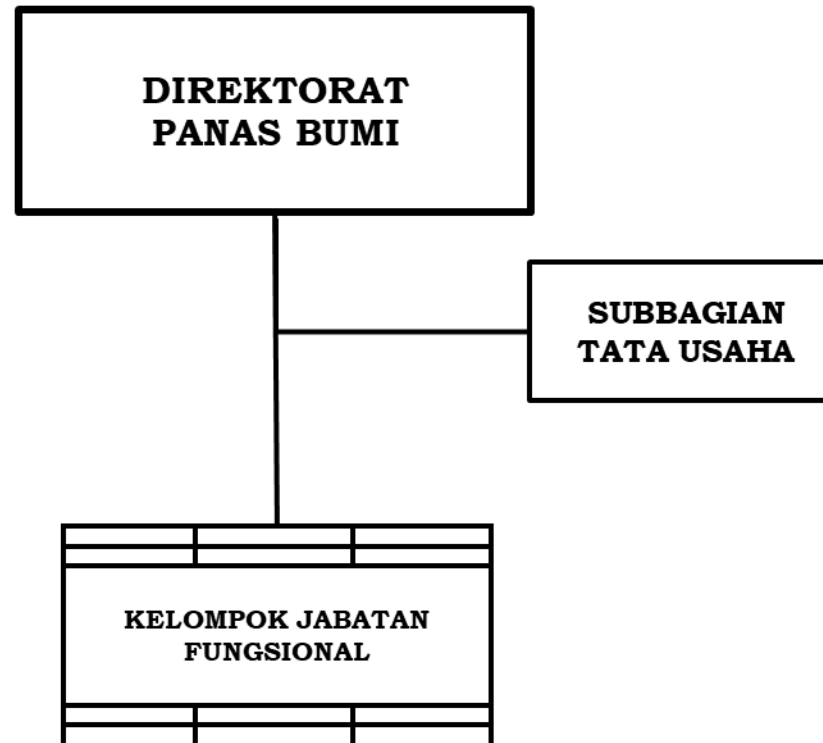 DIREKTORAT
PANAS BUMI
SUBBAGIAN
TATA USAHA
KELOMPOK JABATAN
FUNGSIONAL